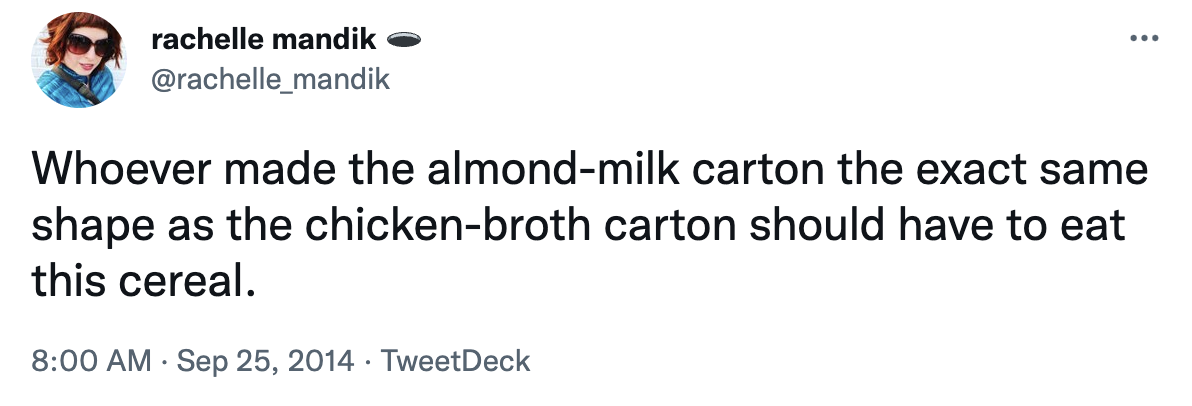 rachelle mandik 🕳️
@rachelle_mandik
Whoever made the almond-milk carton the exact same
shape as the chicken-broth carton should have to eat
this cereal.
8:00 AM · Sep 25, 2014 · TweetDeck